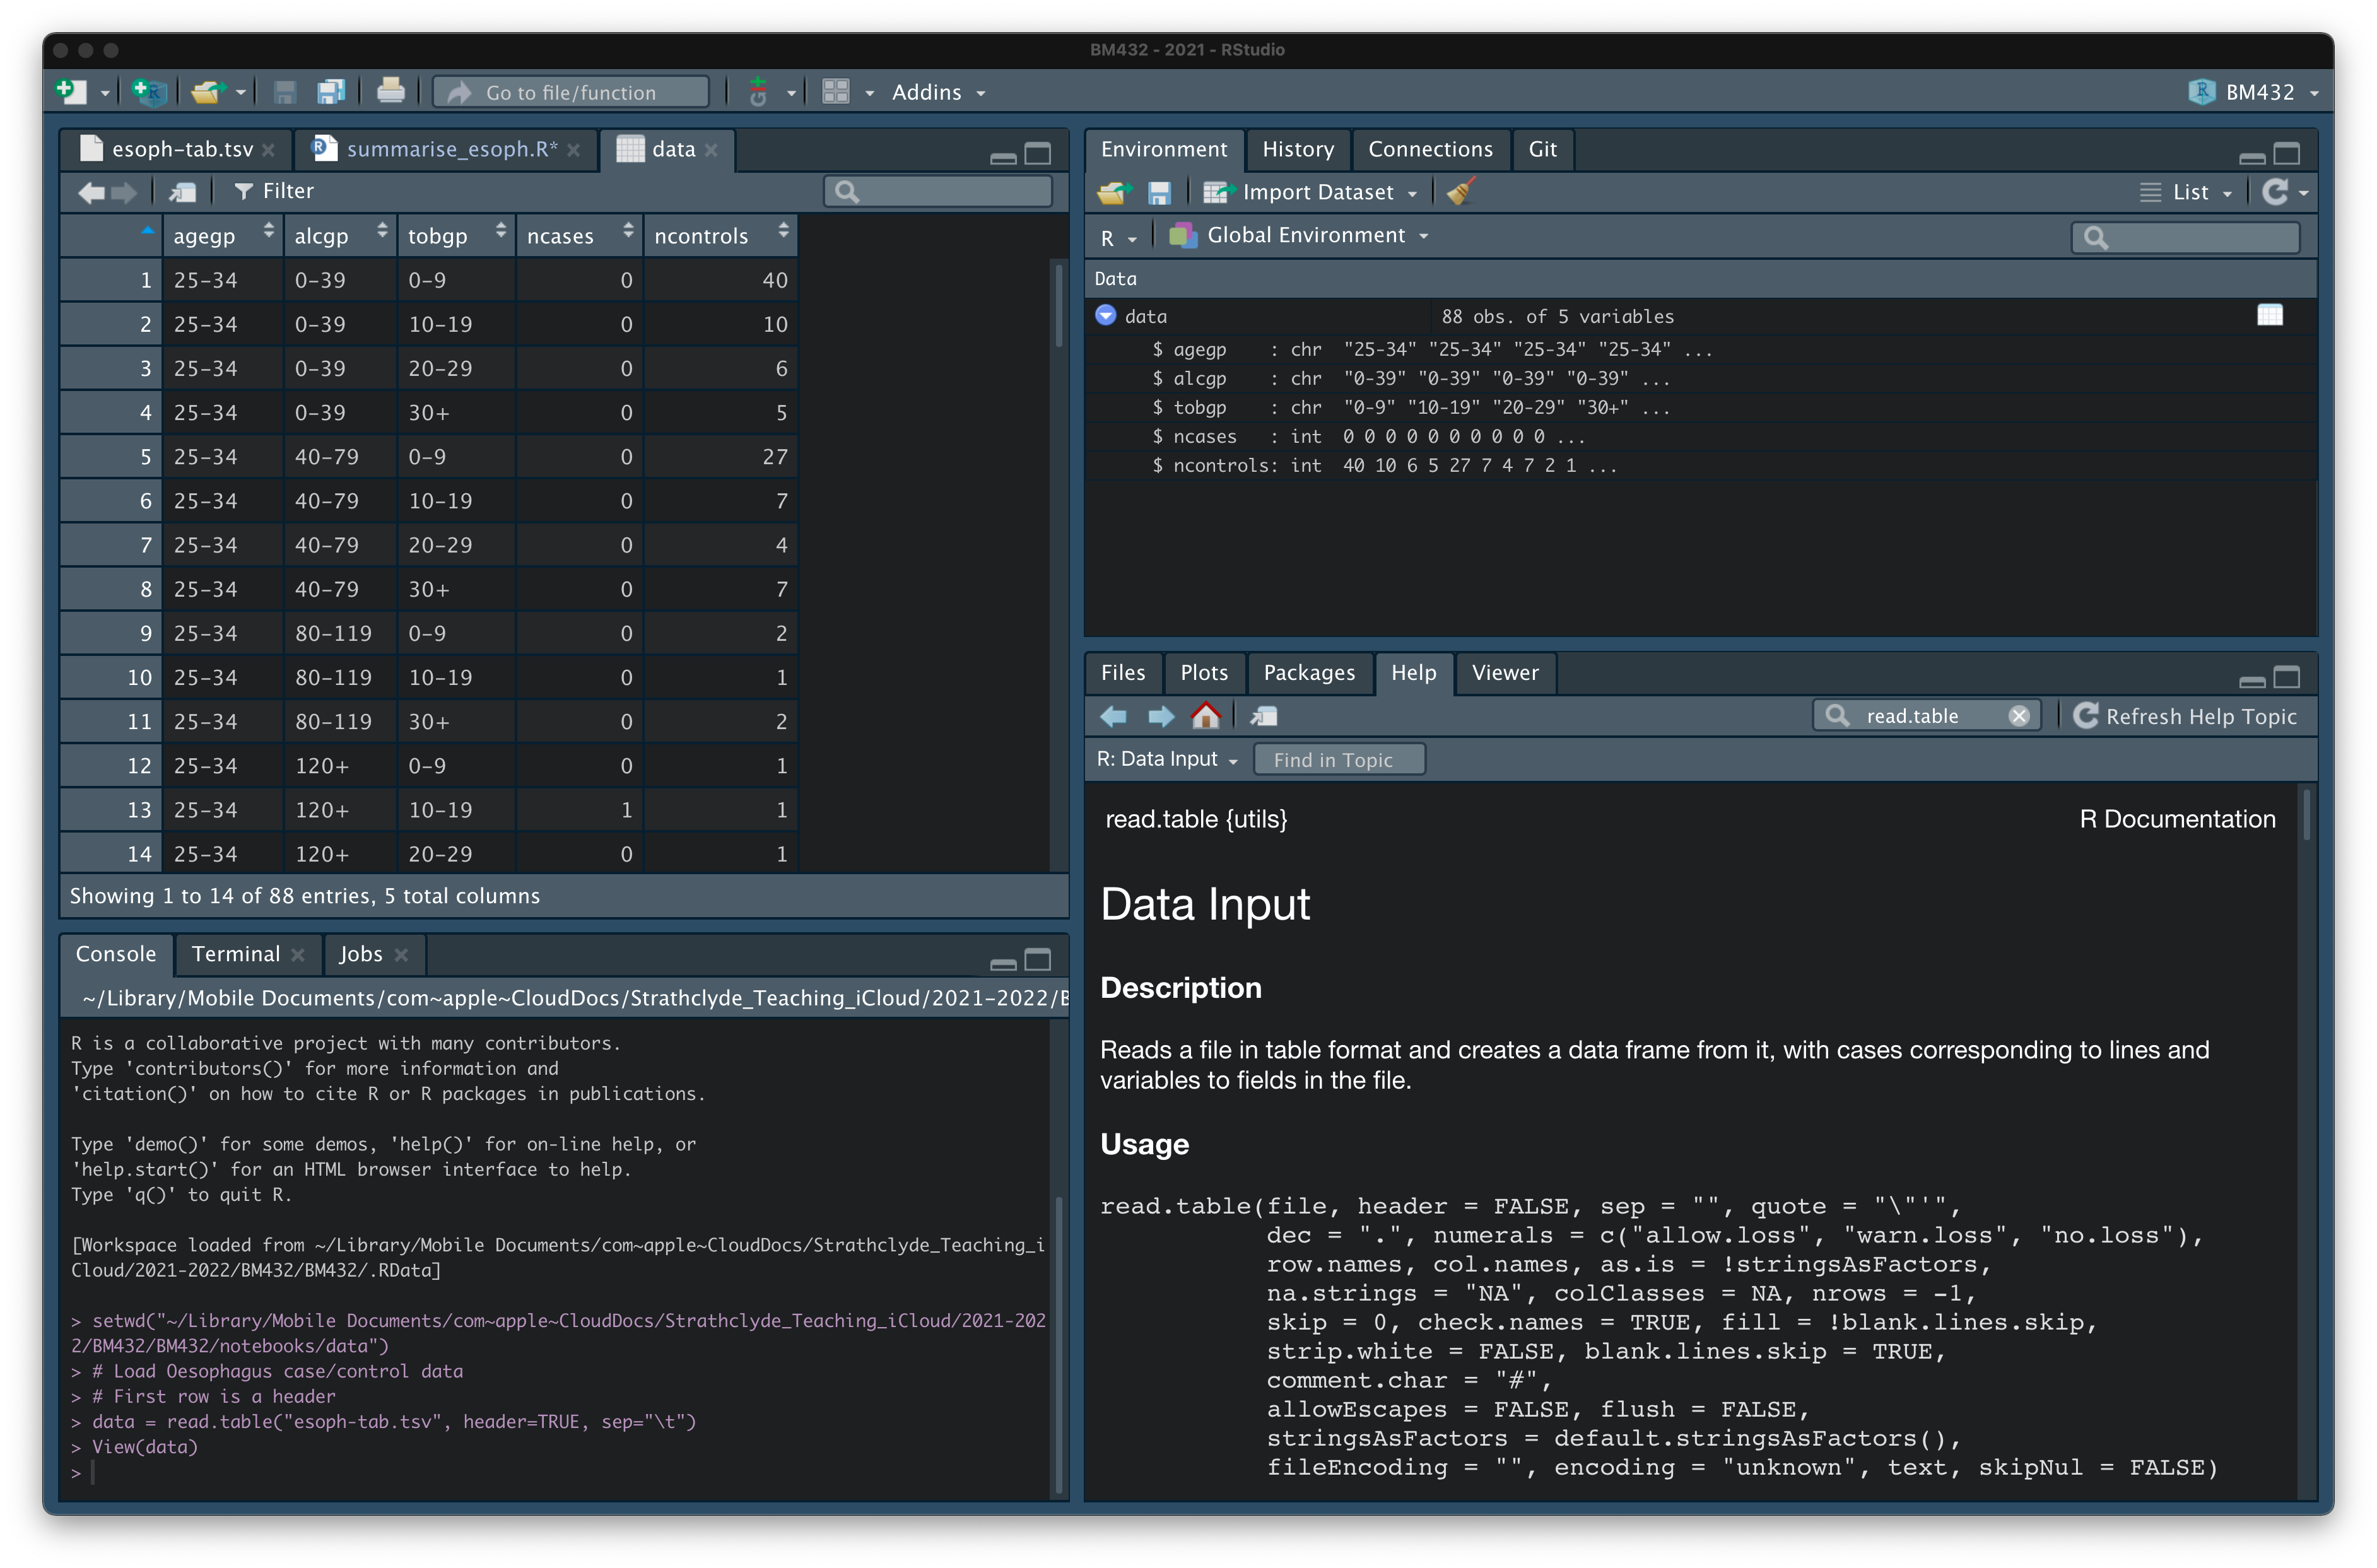 BM432 - 2021 - RStudio
Go to file/function
Addins
BM432
esoph-tab.tsv
summarise_esoph.R*
data
Filter
agegp alcgp tobgp ncases ncontrols
1 25-34 0-39 0-9 0 40
2 25-34 0-39 10-19 0 10
3 25-34 0-39 20-29 0 6
4 25-34 0-39 30+ 0 5
5 25-34 40-79 0-9 0 27
6 25-34 40-79 10-19 0 7
7 25-34 40-79 20-29 0 4
8 25-34 40-79 30+ 0 7
9 25-34 80-119 0-9 0 2
10 25-34 80-119 10-19 0 1
11 25-34 80-119 30+ 0 2
12 25-34 120+ 0-9 0 1
13 25-34 120+ 10-19 1 1
14 25-34 120+ 20-29 0 1
Showing 1 to 14 of 88 entries, 5 total columns
Console Terminal Jobs
~/Library/Mobile Documents/com~apple~CloudDocs/Strathclyde_Teaching_iCloud/2021-2022/B
R is a collaborative project with many contributors.
Type 'contributors()' for more information and
'citation()' on how to cite R or R packages in publications.
Type 'demo()' for some demos, 'help()' for on-line help, or
'help.start()' for an HTML browser interface to help.
Type 'q()' to quit R.
[Workspace loaded from ~/Library/Mobile Documents/com~apple~CloudDocs/Strathclyde_Teaching_i
Cloud/2021-2022/BM432/BM432/.RData]
> setwd("~/Library/Mobile Documents/com~apple~CloudDocs/Strathclyde_Teaching_iCloud/2021-202
2/BM432/BM432/notebooks/data")
> # Load Oesophagus case/control data
> # First row is a header
> data = read.table("esoph-tab.tsv", header=TRUE, sep="\t")
> View(data)
>
Environment History Connections Git
Import Dataset
List
R
Global Environment
Data
data 88 obs. of 5 variables
$ agegp : chr "25-34" "25-34" "25-34" "25-34" ...
$ alcgp : chr "0-39" "0-39" "0-39" "0-39" ...
$ tobgp : chr "0-9" "10-19" "20-29" "30+" ...
$ ncases : int 0 0 0 0 0 0 0 0 0 0 ...
$ ncontrols: int 40 10 6 5 27 7 4 7 2 1 ...
Files Plots Packages Help Viewer
read.table
Refresh Help Topic
R: Data Input
Find in Topic
read.table {utils} R Documentation
Data Input
Description
Reads a file in table format and creates a data frame from it, with cases corresponding to lines and
variables to fields in the file.
Usage
read.table(file, header = FALSE, sep = "", quote = "\"'",
dec = ".", numerals = c("allow.loss", "warn.loss", "no.loss"),
row.names, col.names, as.is = !stringsAsFactors,
na.strings = "NA", colClasses = NA, nrows = -1,
skip = 0, check.names = TRUE, fill = !blank.lines.skip,
strip.white = FALSE, blank.lines.skip = TRUE,
comment.char = "#",
allowEscapes = FALSE, flush = FALSE,
stringsAsFactors = default.stringsAsFactors(),
fileEncoding = "", encoding = "unknown", text, skipNul = FALSE)